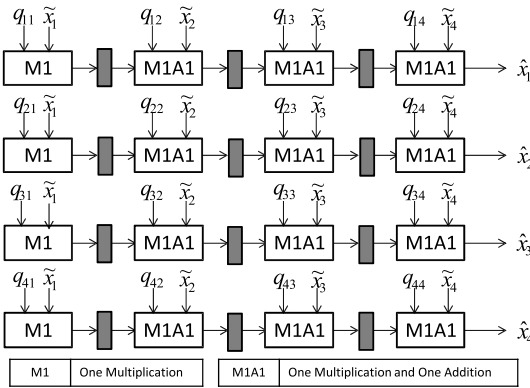 q11 x̃1 q12 x̃2 q13 x̃3 q14 x̃4
M1 M1A1 M1A1 M1A1 x̂1
q21 x̃1 q22 x̃2 q23 x̃3 q24 x̃4
M1 M1A1 M1A1 M1A1 x̂2
q31 x̃1 q32 x̃2 q33 x̃3 q34 x̃4
M1 M1A1 M1A1 M1A1 x̂3
q41 x̃1 q42 x̃2 q43 x̃3 q44 x̃4
M1 M1A1 M1A1 M1A1 x̂4
M1 One Multiplication M1A1 One Multiplication and One Addition